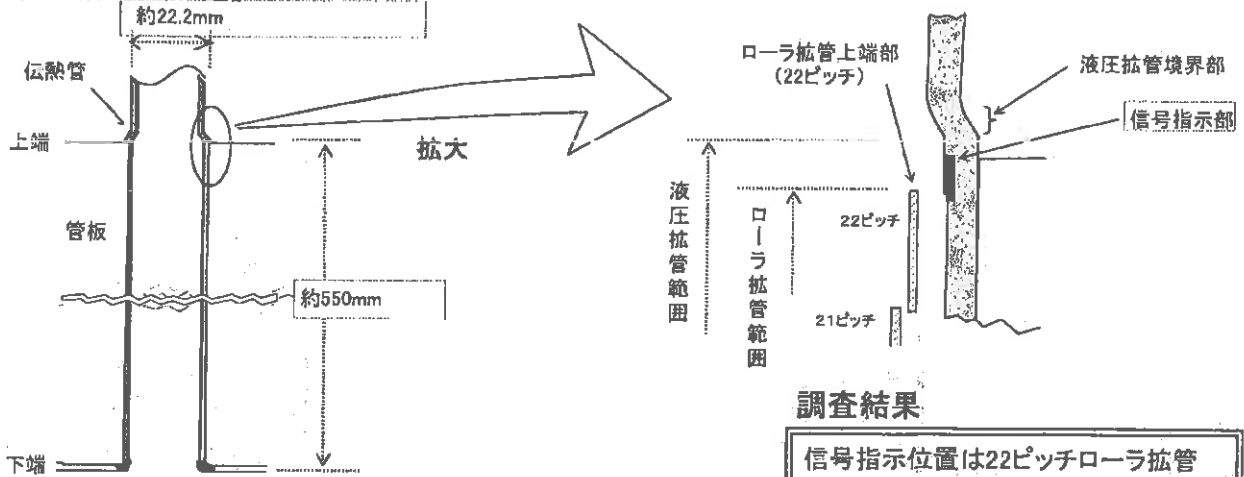 約22.2mm
伝熱管
上端
管板
約550mm
下端
拡大
ローラ拡管上端部
(22ピッチ)
液圧拡管境界部
信号指示部
液圧拡管範囲
ローラ拡管範囲
22ピッチ
21ピッチ
調査結果
信号指示位置は22ピッチローラ拡管